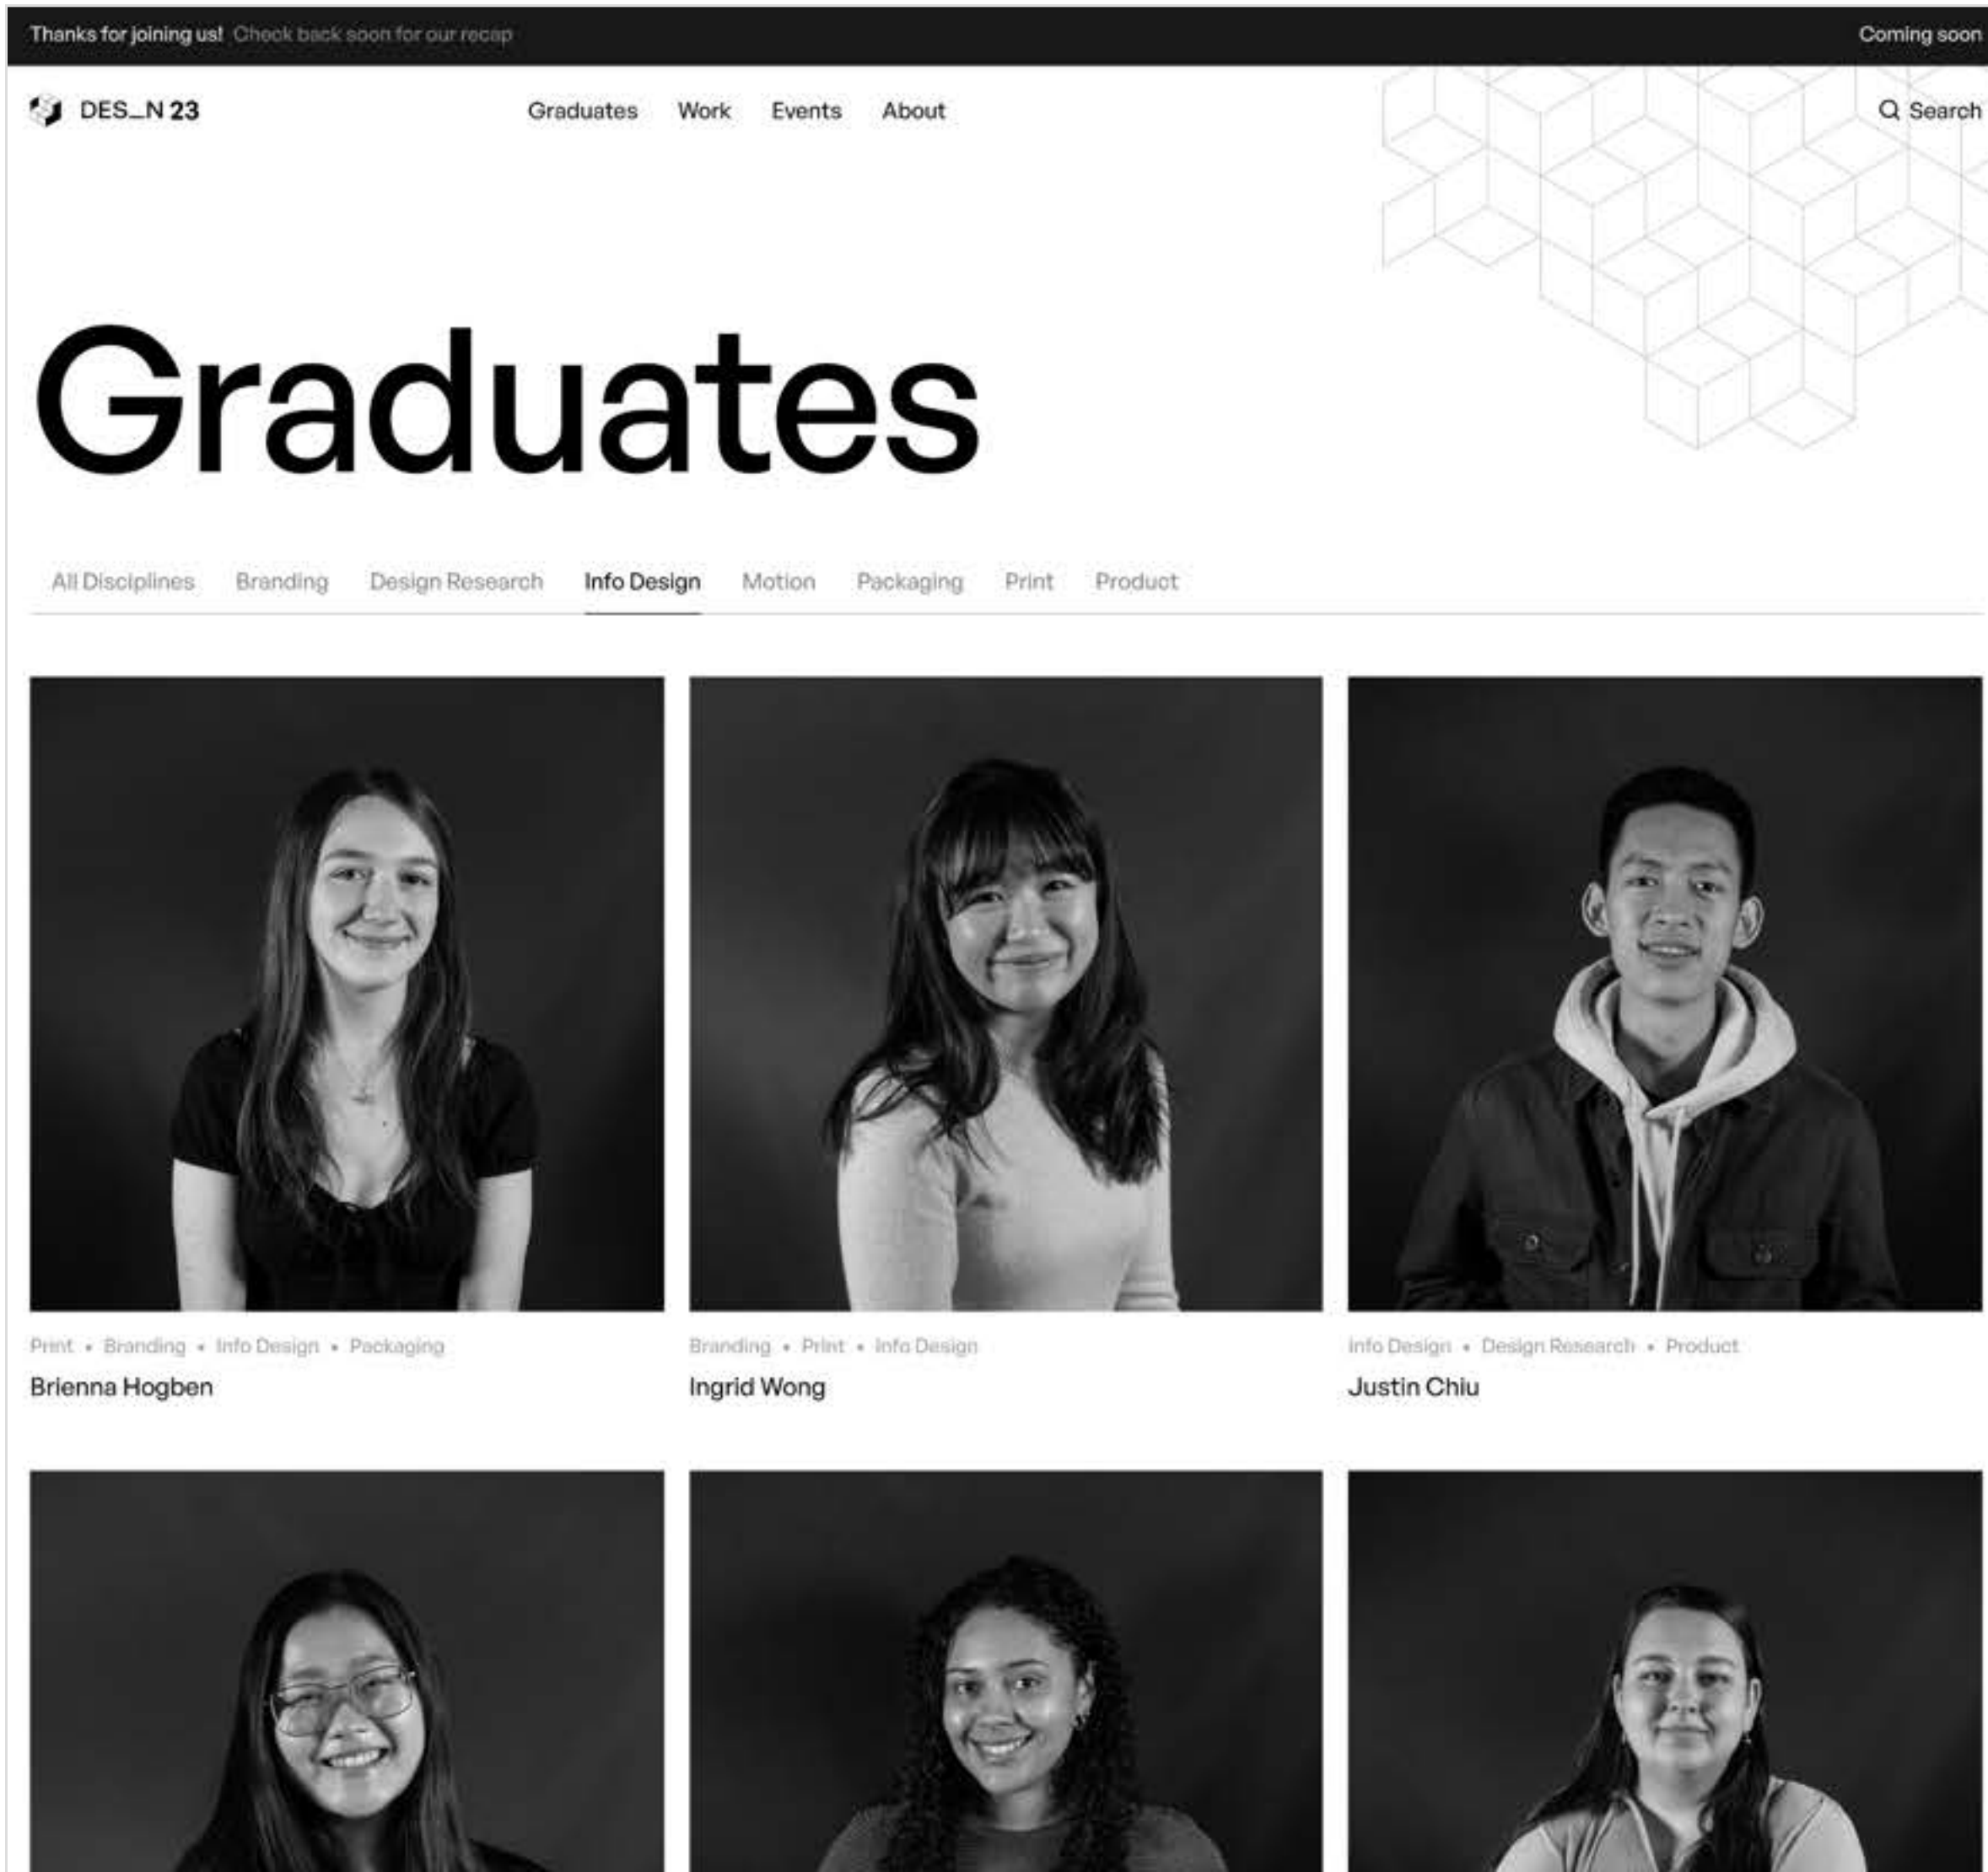 Thanks for joining us! Check back soon for our recap
Coming soon
DES_N 23
Graduates Work Events About
Search
Graduates
All Disciplines Branding Design Research Info Design Motion Packaging Print Product
Print • Branding • Info Design • Packaging
Brienna Hogben
Branding • Print • Info Design
Ingrid Wong
Info Design • Design Research • Product
Justin Chiu